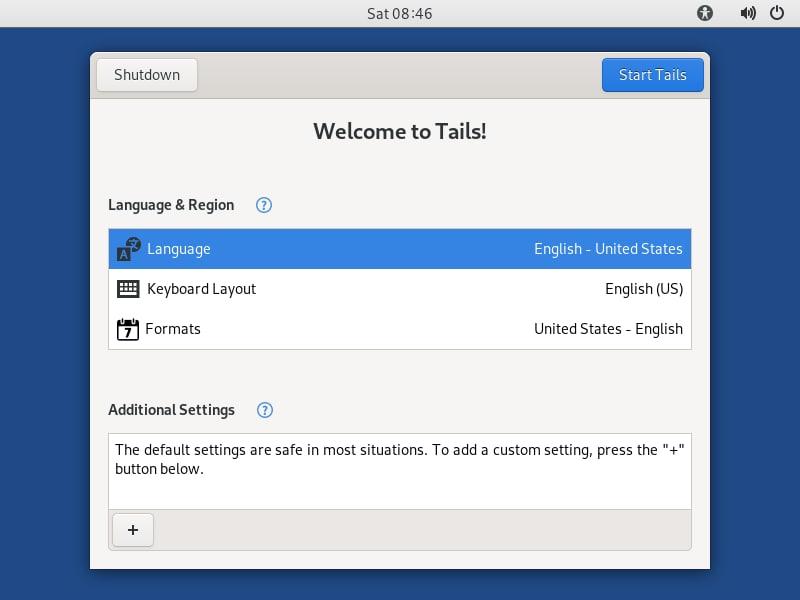 Sat 08:46
Shutdown
Start Tails
Welcome to Tails!
Language & Region ?
A 文 Language English - United States
Keyboard Layout English (US)
7 Formats United States - English
Additional Settings ?
The default settings are safe in most situations. To add a custom setting, press the "+"
button below.
+